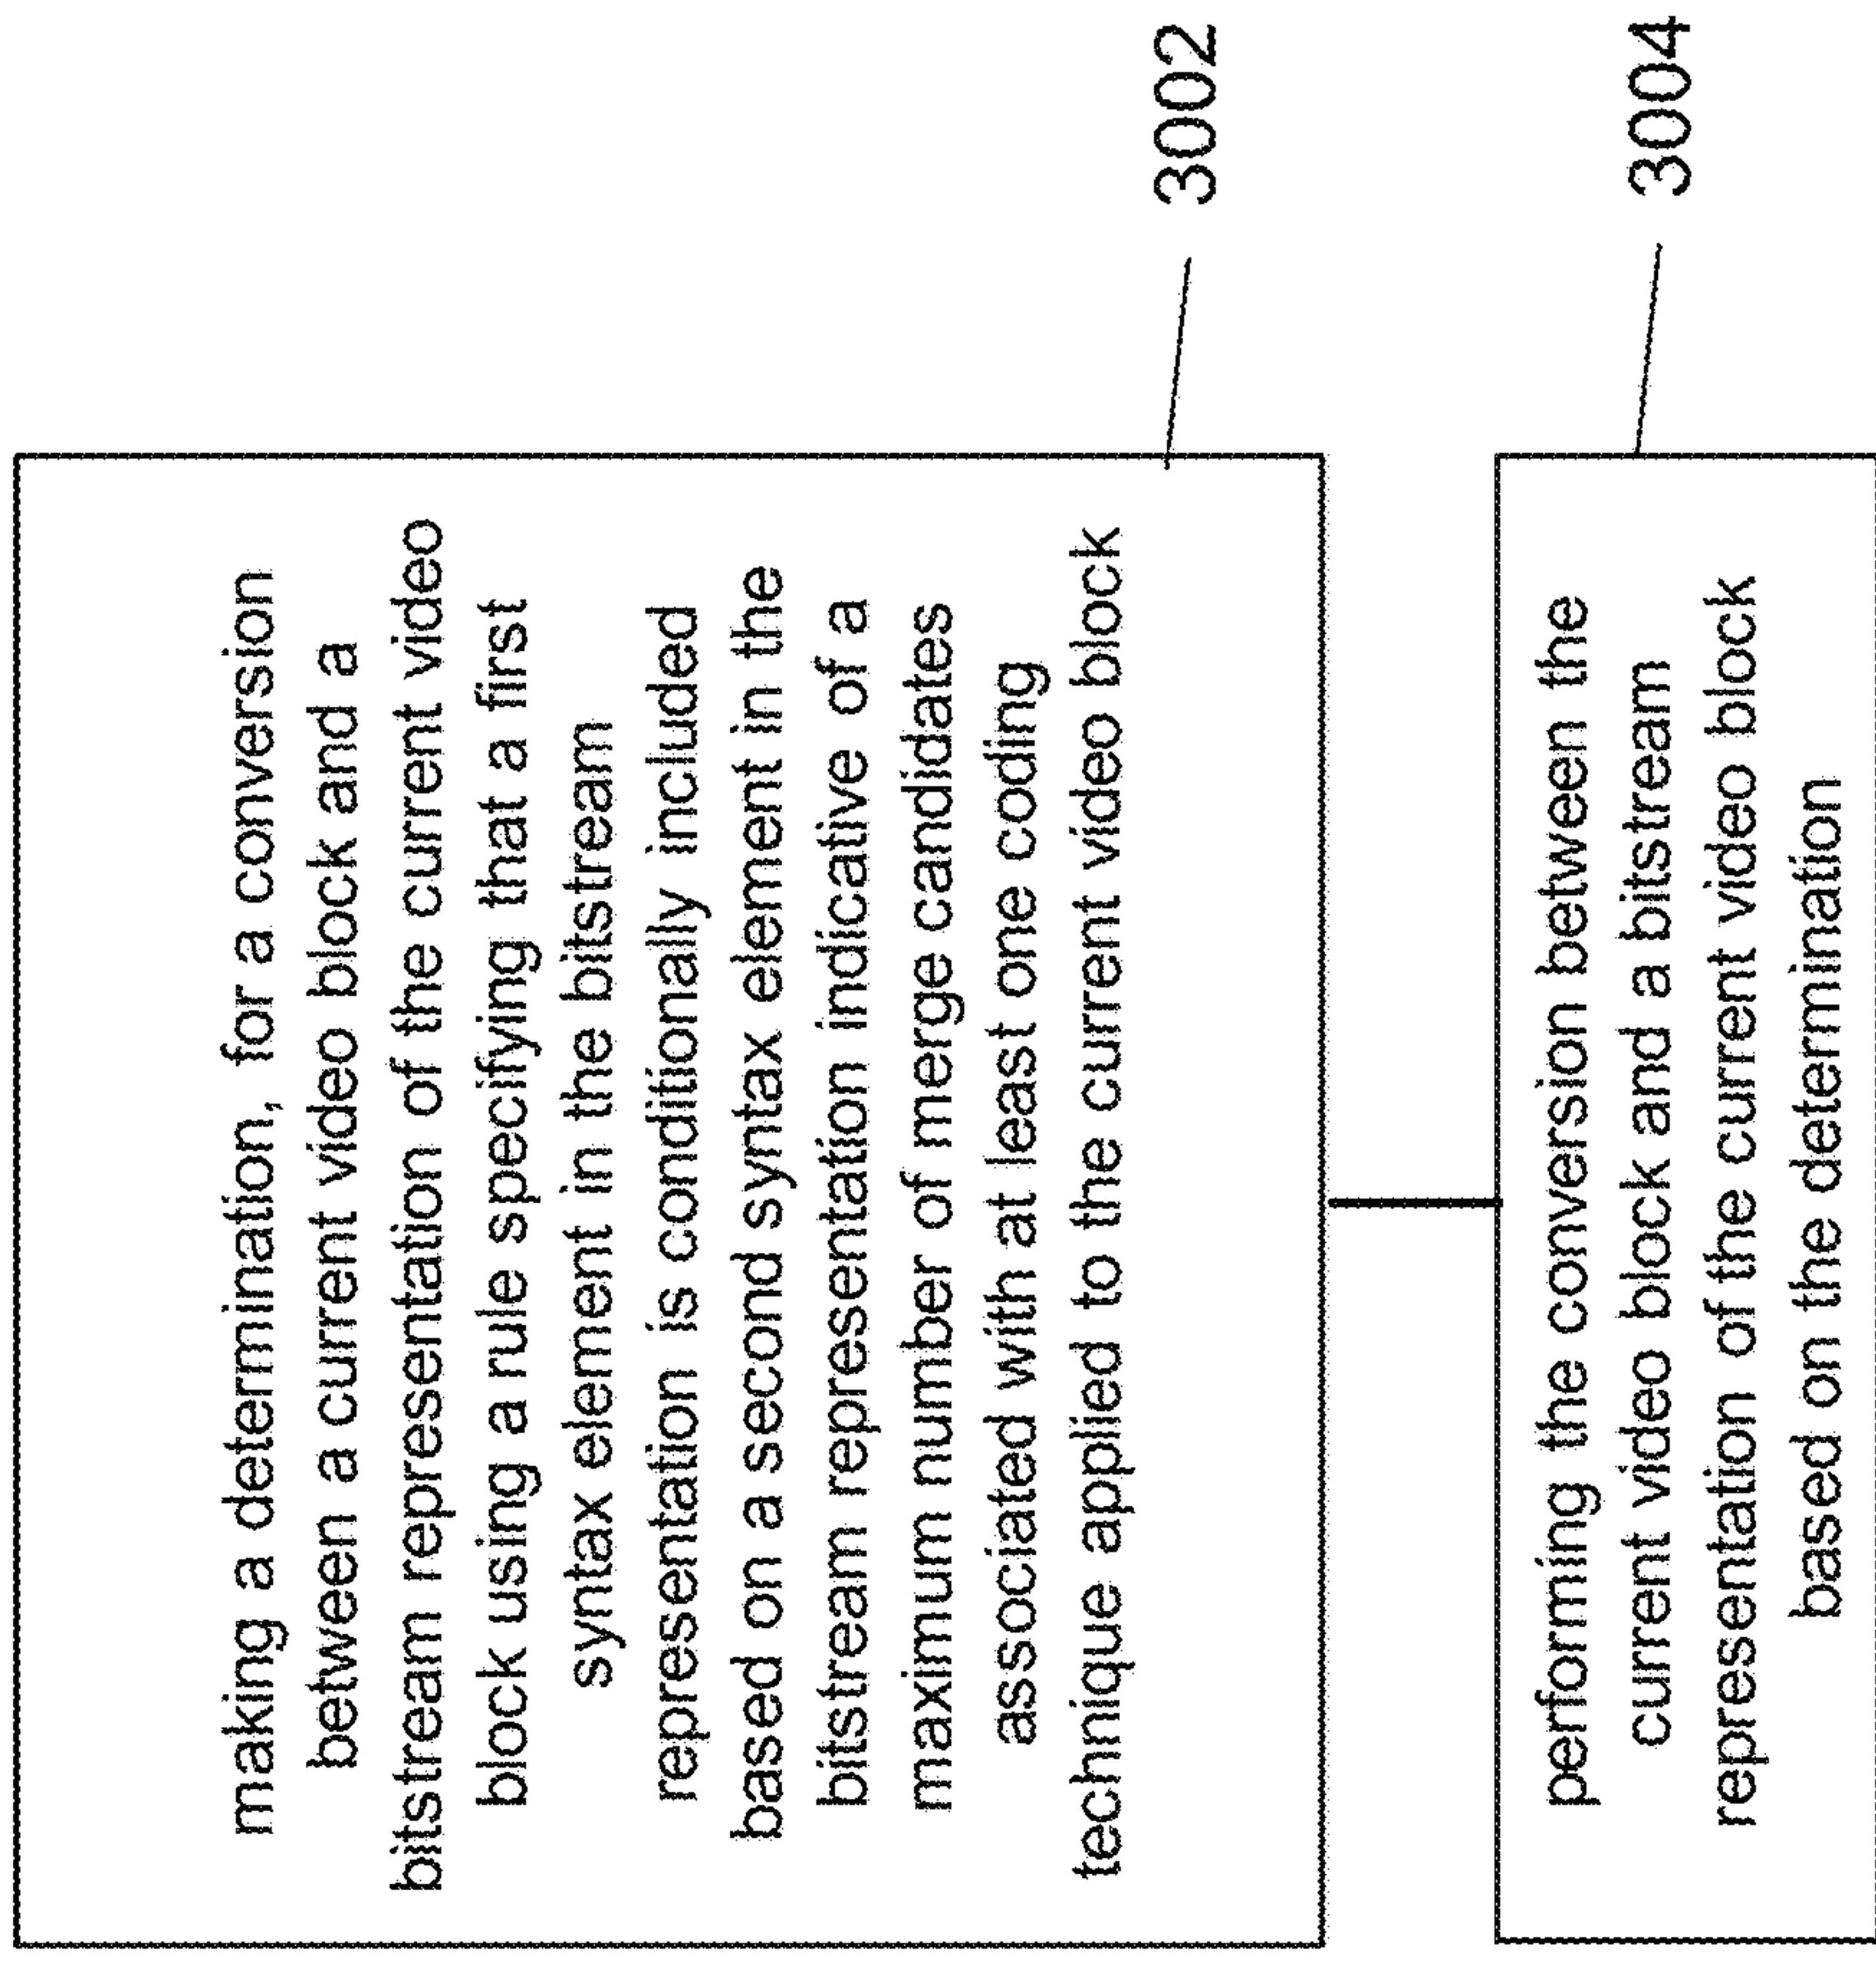 making a determination, for a conversion
between a current video block and a
bitstream representation of the current video
block using a rule specifying that a first
syntax element in the bitstream
representation is conditionally included
based on a second syntax element in the
bitstream representation indicative of a
maximum number of merge candidates
associated with at least one coding
technique applied to the current video block
3002
performing the conversion between the
current video block and a bitstream
representation of the current video block
based on the determination
3004